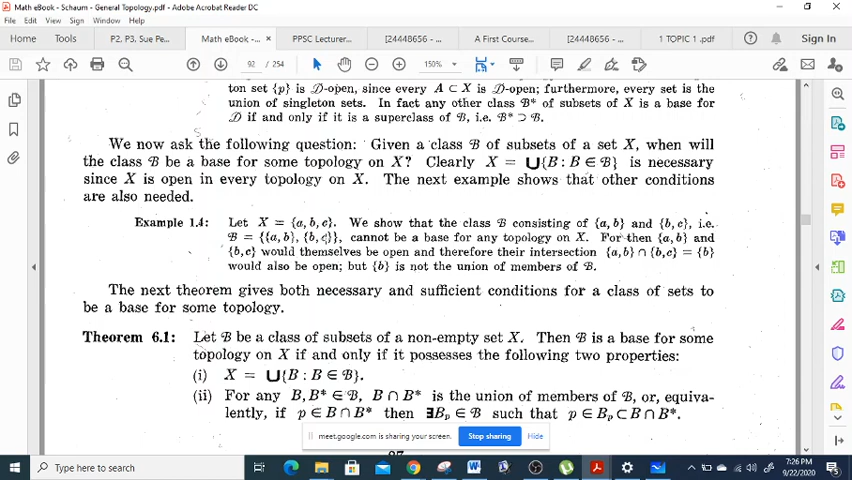 Math eBook - Schaum - General Topology.pdf - Adobe Acrobat Reader DC
File Edit View Sign Window Help
Home Tools P2. P3. Sue Pe... Math eBook - Sch... × PPSC Lecturer... [24448656 - ... A First Course... [24448656 - ... 1 TOPIC 1 .pdf Sign In
92 / 254 150%
ton set {p} is 𝒟-open, since every A ⊂ X is 𝒟-open; furthermore, every set is the
union of singleton sets. In fact any other class ℬ* of subsets of X is a base for
𝒟 if and only if it is a superclass of ℬ, i.e. ℬ* ⊃ ℬ.
We now ask the following question: Given a class ℬ of subsets of a set X, when will
the class ℬ be a base for some topology on X? Clearly X = ∪{B : B ∈ ℬ} is necessary
since X is open in every topology on X. The next example shows that other conditions
are also needed.
Example 1.4: Let X = {a, b, c}. We show that the class ℬ consisting of {a, b} and {b, c}, i.e.
ℬ = {{a, b}, {b, c}}, cannot be a base for any topology on X. For then {a, b} and
{b, c} would themselves be open and therefore their intersection {a, b} ∩ {b, c} = {b}
would also be open; but {b} is not the union of members of ℬ.
The next theorem gives both necessary and sufficient conditions for a class of sets to
be a base for some topology.
Theorem 6.1: Let ℬ be a class of subsets of a non-empty set X. Then ℬ is a base for some
topology on X if and only if it possesses the following two properties:
(i) X = ∪{B : B ∈ ℬ}.
(ii) For any B, B* ∈ ℬ, B ∩ B* is the union of members of ℬ, or, equiva-
lently, if p ∈ B ∩ B* then ∃B_p ∈ ℬ such that p ∈ B_p ⊂ B ∩ B*.
meet.google.com is sharing your screen. Stop sharing Hide
Type here to search
7:26 PM
9/22/2020